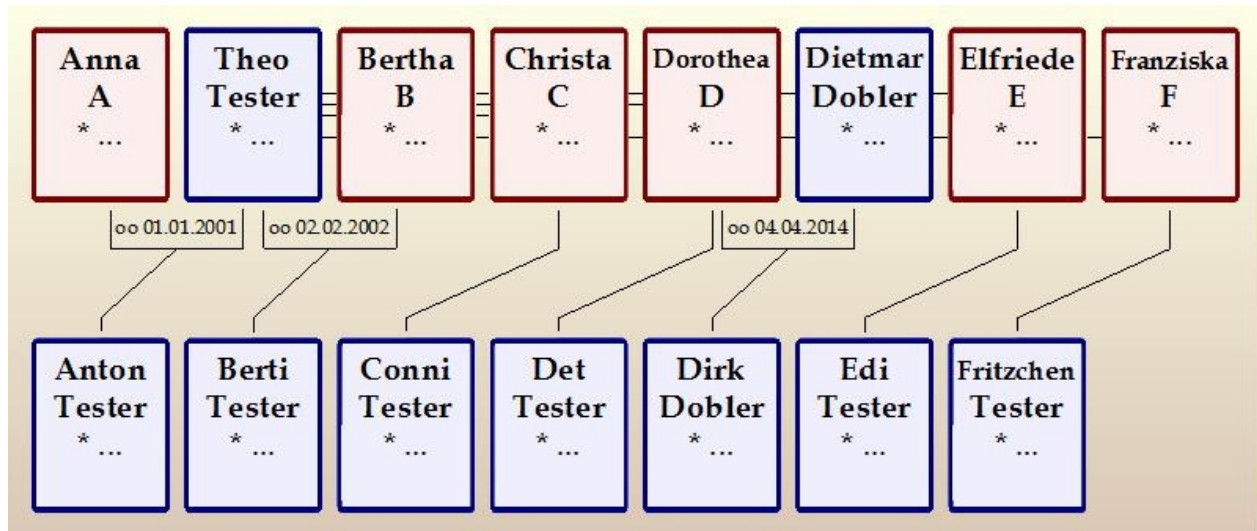 Anna
A
* ...
Theo
Tester
* ...
Bertha
B
* ...
Christa
C
* ...
Dorothea
D
* ...
Dietmar
Dobler
* ...
Elfriede
E
* ...
Franziska
F
* ...
oo 01.01.2001
oo 02.02.2002
oo 04.04.2014
Anton
Tester
* ...
Berti
Tester
* ...
Conni
Tester
* ...
Det
Tester
* ...
Dirk
Dobler
* ...
Edi
Tester
* ...
Fritzchen
Tester
* ...